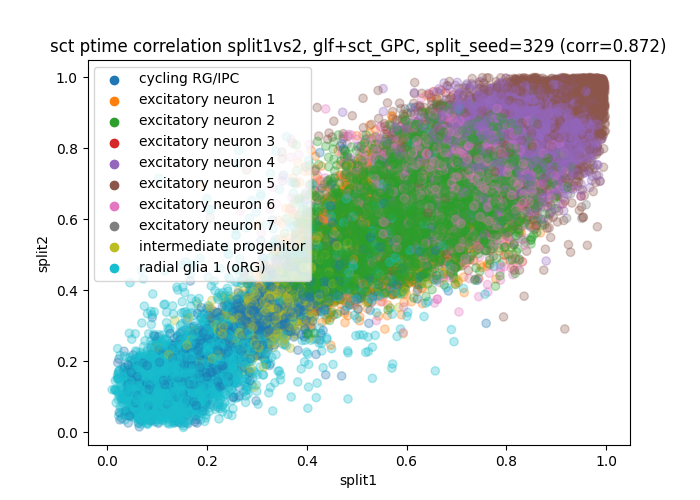 sct ptime correlation split1vs2, glf+sct_GPC, split_seed=329 (corr=0.872)
cycling RG/IPC
excitatory neuron 1
excitatory neuron 2
excitatory neuron 3
excitatory neuron 4
excitatory neuron 5
excitatory neuron 6
excitatory neuron 7
intermediate progenitor
radial glia 1 (oRG)
split2
1.0
0.8
0.6
0.4
0.2
0.0
0.0 0.2 0.4 0.6 0.8 1.0
split1